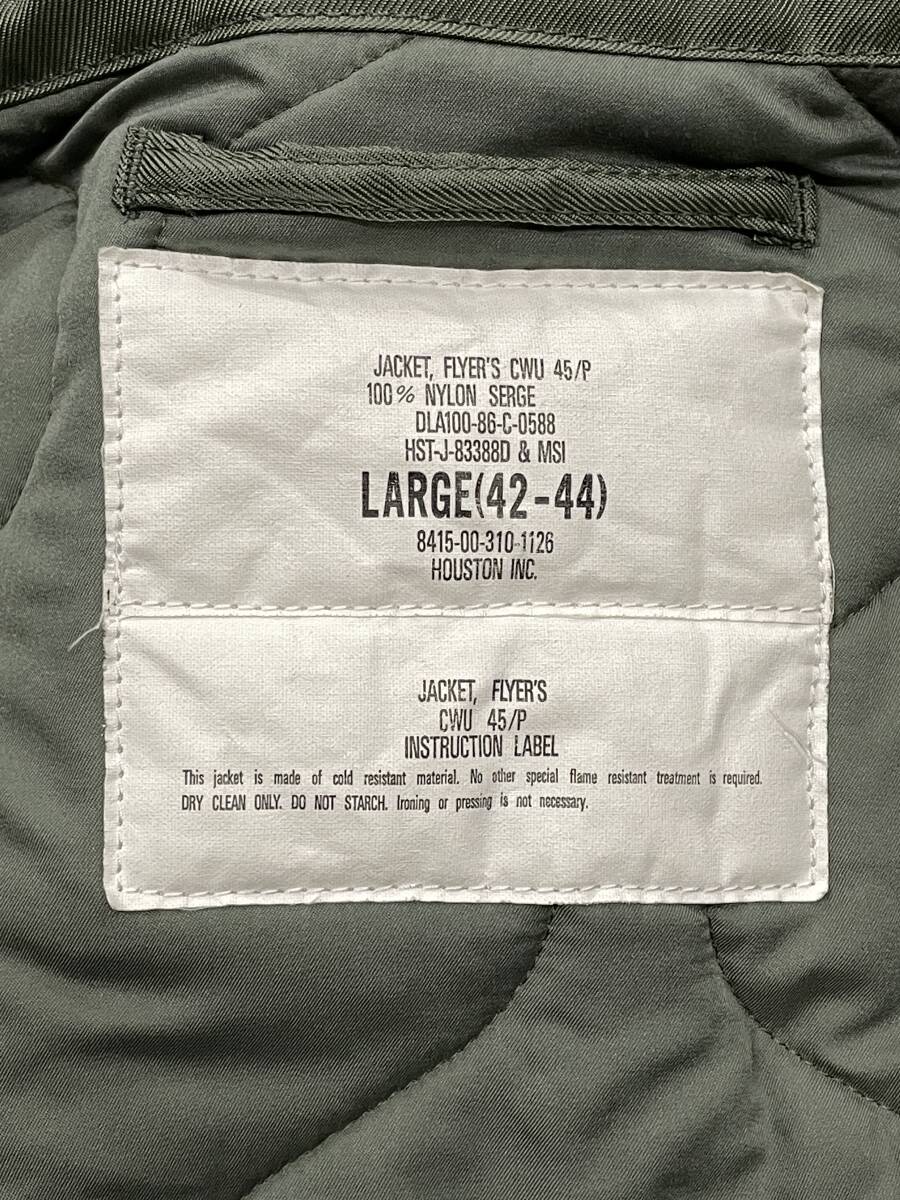 JACKET, FLYER'S CWU 45/P
100% NYLON SERGE
DLA100-86-C-0588
HST-J-83388D & MSI
LARGE(42-44)
8415-00-310-1126
HOUSTON INC.
JACKET, FLYER'S
CWU 45/P
INSTRUCTION LABEL
This jacket is made of cold resistant material. No other special flame resistant treatment is required.
DRY CLEAN ONLY. DO NOT STARCH. Ironing or pressing is not necessary.